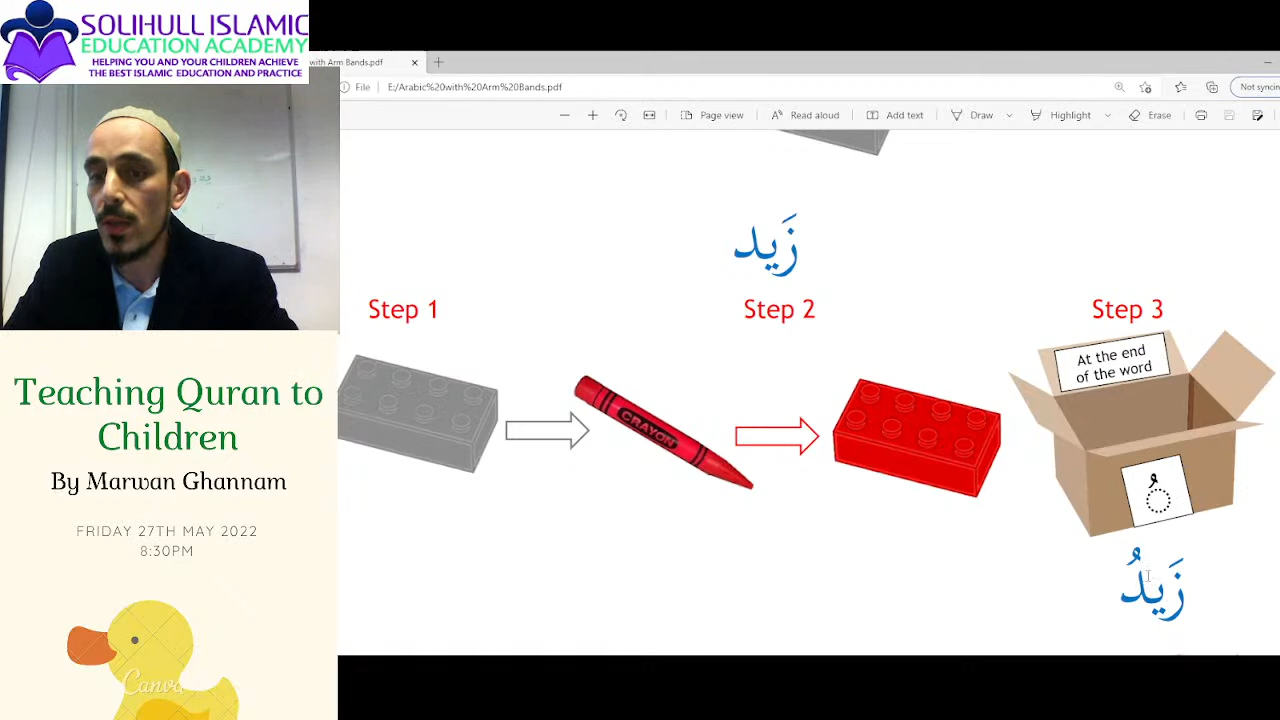 SOLIHULL ISLAMIC
EDUCATION ACADEMY
HELPING YOU AND YOUR CHILDREN ACHIEVE
THE BEST ISLAMIC EDUCATION AND PRACTICE
with Arm Bands.pdf
File
E:/Arabic%20with%20Arm%20Bands.pdf
Not syncin
Page view
Read aloud
Add text
Draw
Highlight
Erase
زَيد
Step 1
Step 2
Step 3
At the end
of the word
CRAYON
زَيدُ
Teaching Quran to
Children
By Marwan Ghannam
FRIDAY 27TH MAY 2022
8:30PM
Canva